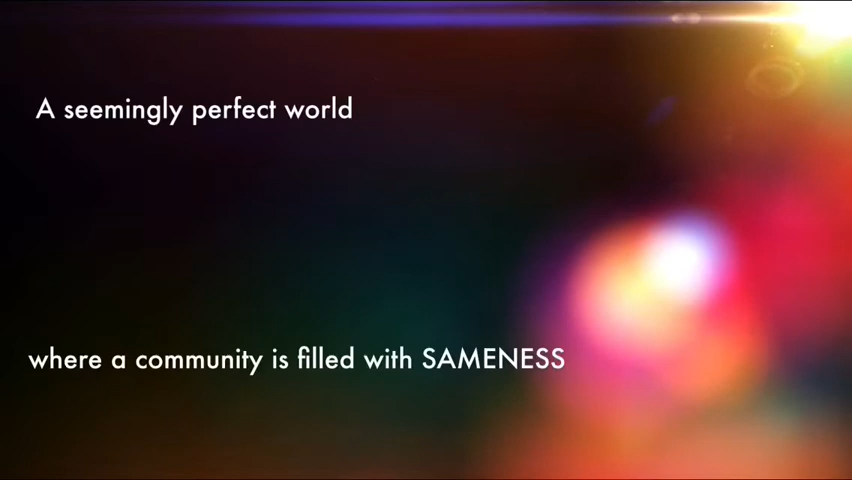 A seemingly perfect world
where a community is filled with SAMENESS